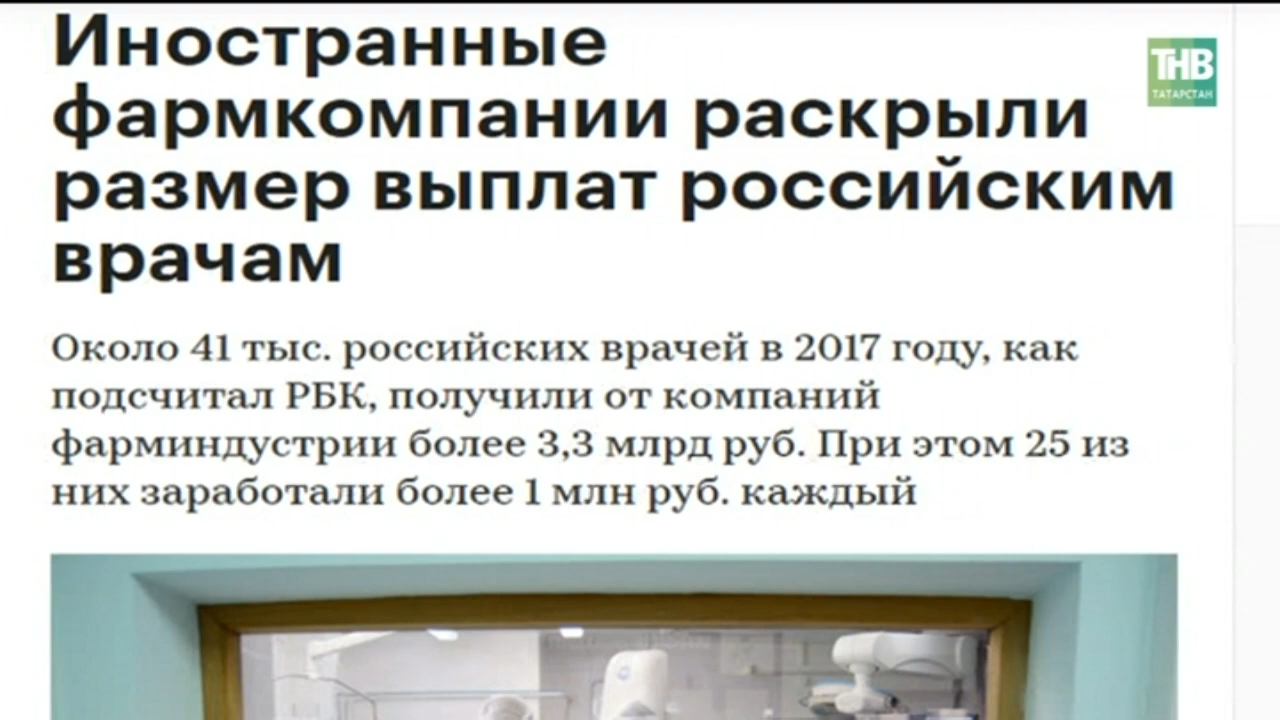 Иностранные
фармкомпании раскрыли
размер выплат российским
врачам
ТНВ
ТАТАРСТАН
Около 41 тыс. российских врачей в 2017 году, как
подсчитал РБК, получили от компаний
фарминдустрии более 3,3 млрд руб. При этом 25 из
них заработали более 1 млн руб. каждый